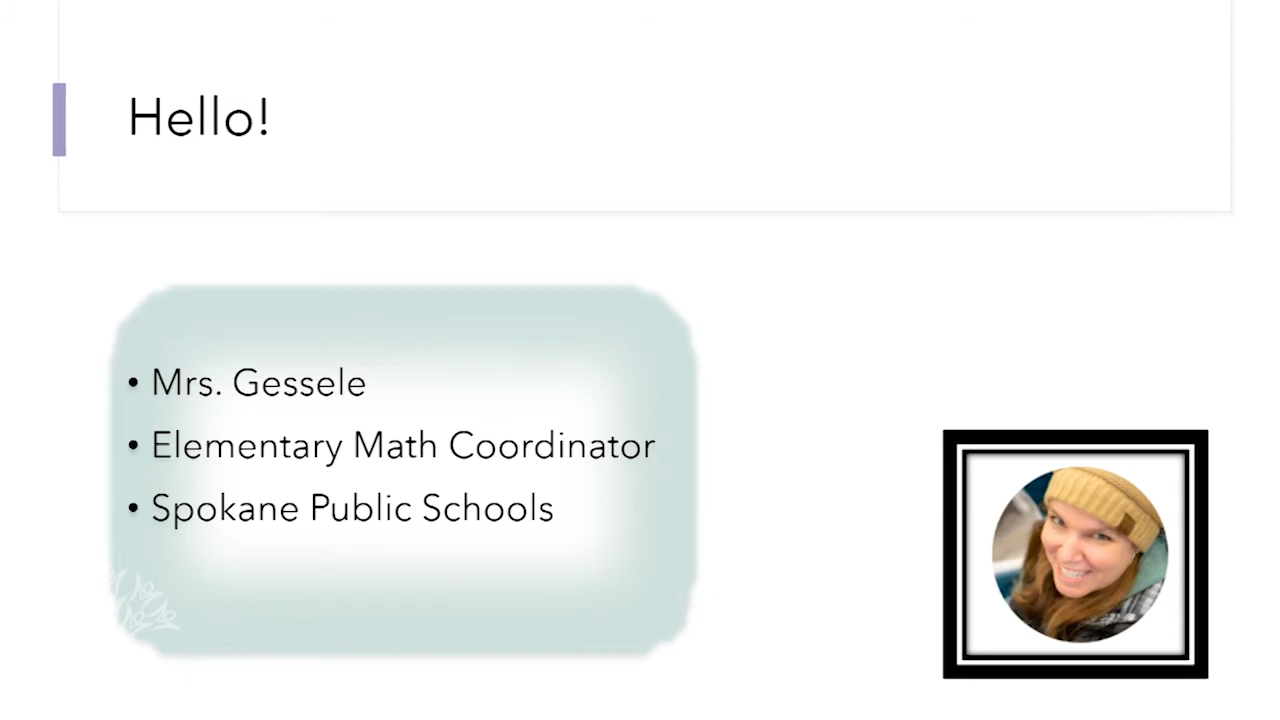 Hello!
• Mrs. Gessele
• Elementary Math Coordinator
• Spokane Public Schools